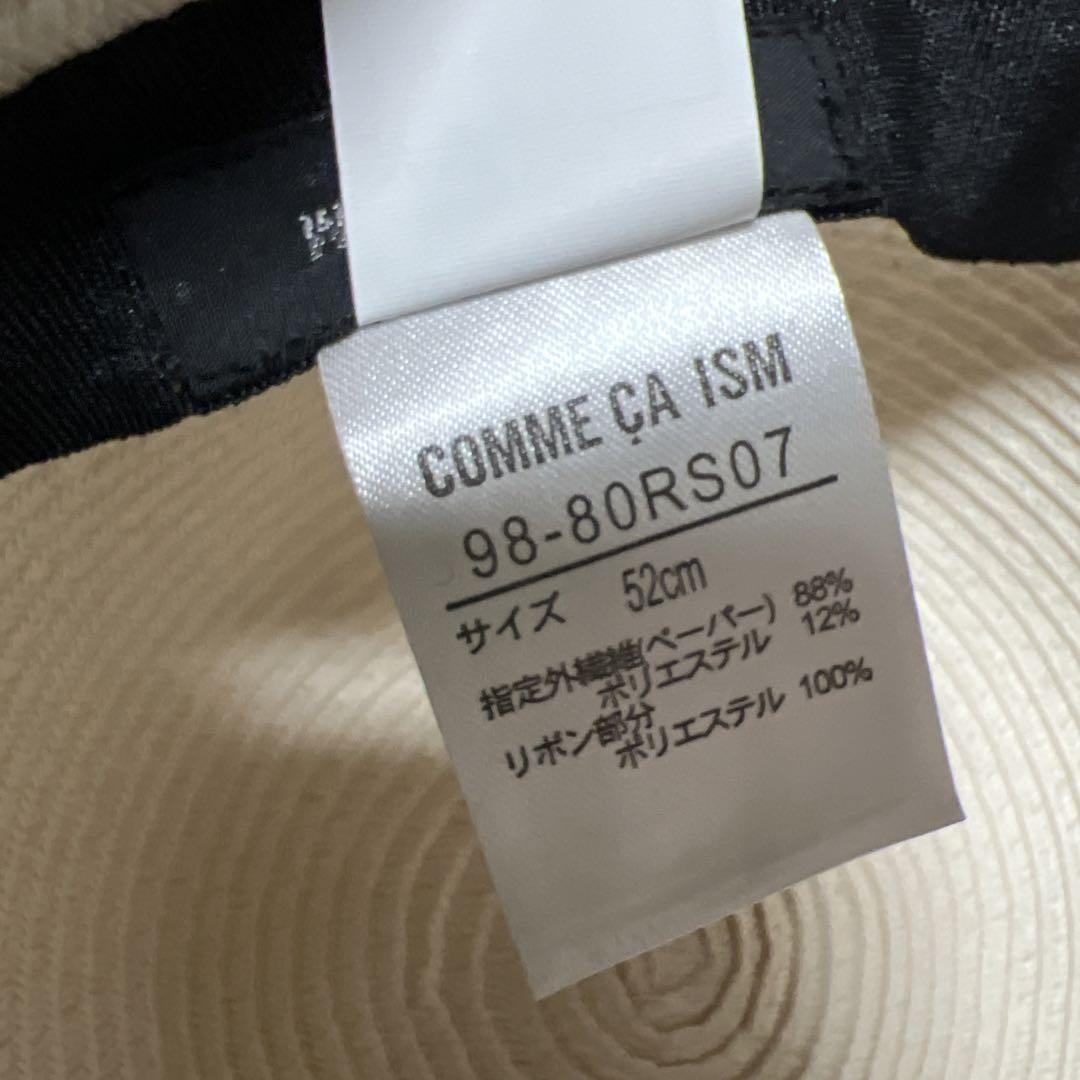 COMME ÇA ISM
98-80RS07
サイズ 52cm
指定外繊維(ペーパー) 88%
ポリエステル 12%
リボン部分
ポリエステル 100%